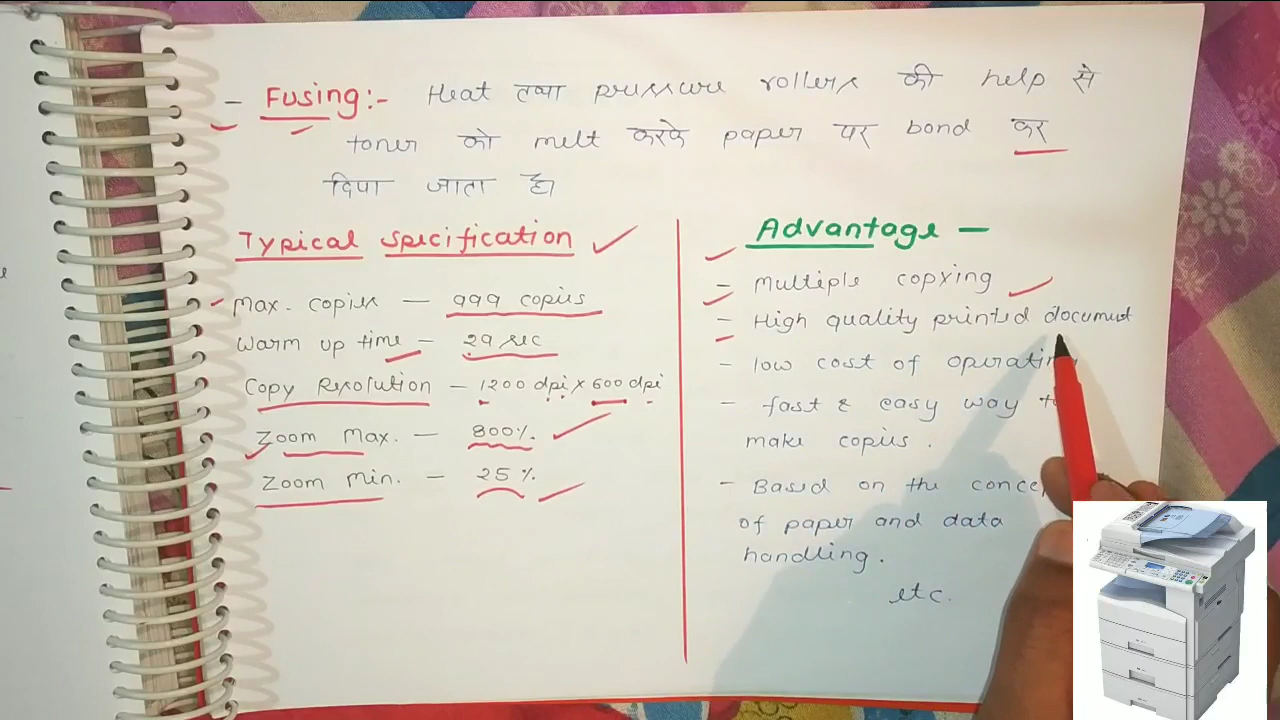 - Fusing:- Heat तथा pressure rollers की help से
toner को melt करके paper पर bond कर
दिया जाता है।
Typical Specification
Max. copies — 999 copies
Warm up time — 29 sec
Copy Resolution — 1200 dpi x 600 dpi
Zoom Max. — 800%.
Zoom Min. — 25 %.
Advantage —
- Multiple copying
- High quality printed document
- low cost of operating
- fast & easy way to
make copies.
- Based on the
of paper and data
handling.
etc.